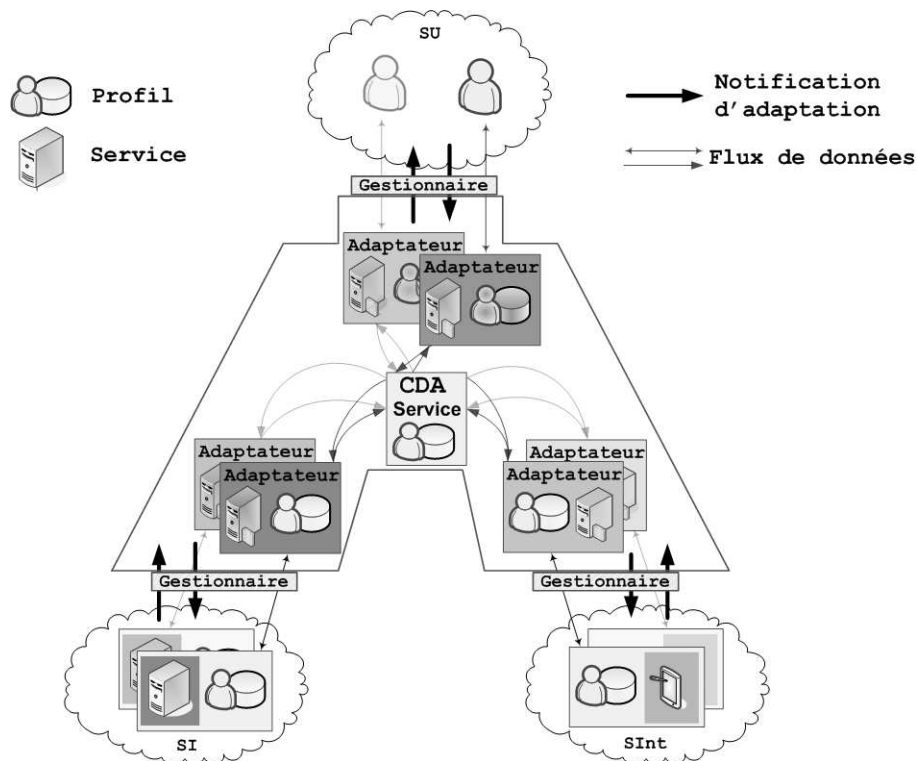 SU
Profil
Service
Notification
d'adaptation
Flux de données
Gestionnaire
Adaptateur
Adaptateur
CDA
Service
Adaptateur
Adaptateur
Adaptateur
Adaptateur
Gestionnaire
Gestionnaire
SI
SInt